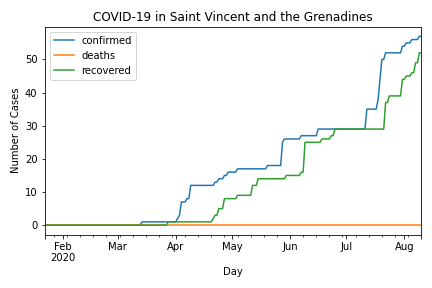 COVID-19 in Saint Vincent and the Grenadines
confirmed
deaths
recovered
Number of Cases
50
40
30
20
10
0
Feb Mar Apr May Jun Jul Aug
2020
Day